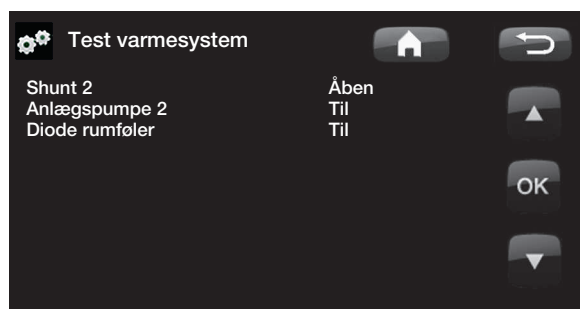 Test varmesystem
Shunt 2 Åben
Anlægspumpe 2 Til
Diode rumføler Til
OK